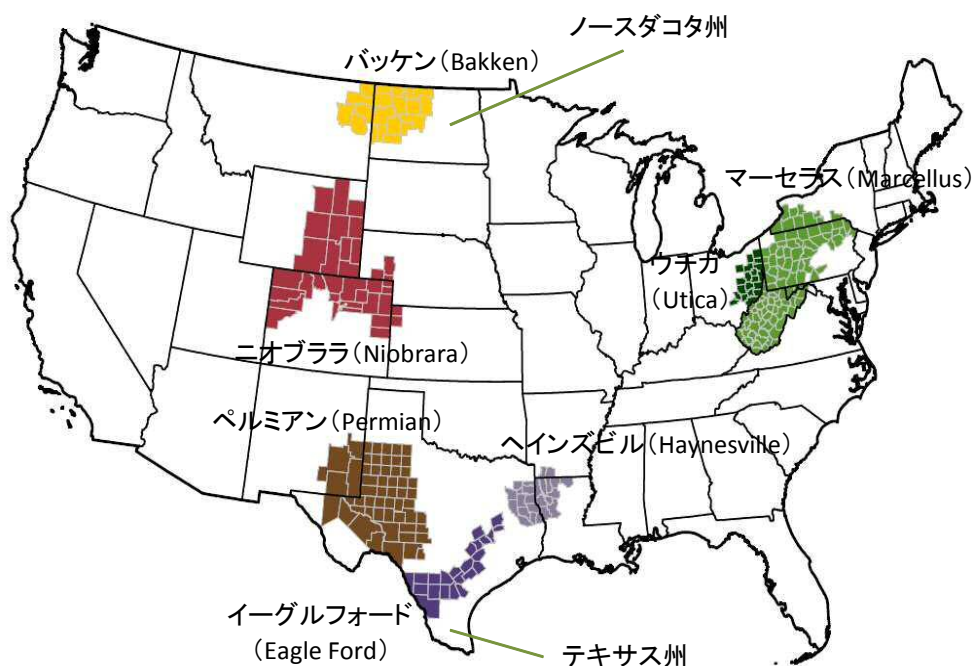 ノースダコタ州
バッケン（Bakken）
マーセラス（Marcellus）
ウチカ
（Utica）
ニオブララ（Niobrara）
ペルミアン（Permian）
ヘインズビル（Haynesville）
イーグルフォード
（Eagle Ford）
テキサス州